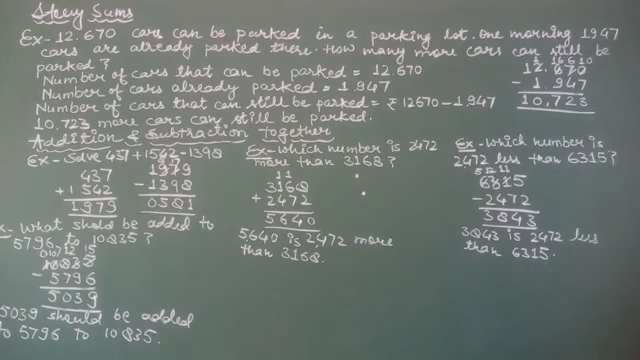 Story Sums
Ex- 12.670 cars can be parked in a parking lot. One morning 1947
cars are already parked there. How many more cars can still be
parked?
Number of cars that can be parked = 12.670
Number of cars already parked = 1.947
Number of cars that can still be parked = ₹ 12670 - 1947
10.723 more cars can still be parked.
12.670
- 1.947
10,723
Addition & Subtraction Together
Ex- Solve 437 + 1542 - 1398
437
+ 1542
1979
1979
- 1398
0581
Ex- What should be added to
5796 to 10835?
10835
- 5796
5039
5039 should be added
to 5796 to 10835.
Ex- Which number is 2472
more than 3168?
11
3168
+ 2472
5640
5640 is 2472 more
than 3168.
Ex- Which number is
2472 less than 6315?
5 12 11
6315
- 2472
3843
3843 is 2472 less
than 6315.